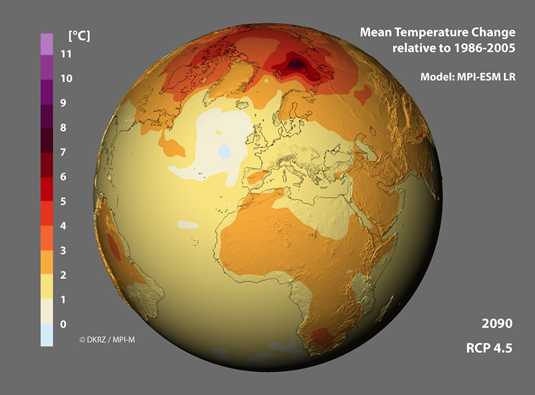 [°C]
11
10
9
8
7
6
5
4
3
2
1
0
Mean Temperature Change
relative to 1986-2005
Model: MPI-ESM LR
© DKRZ / MPI-M
2090
RCP 4.5